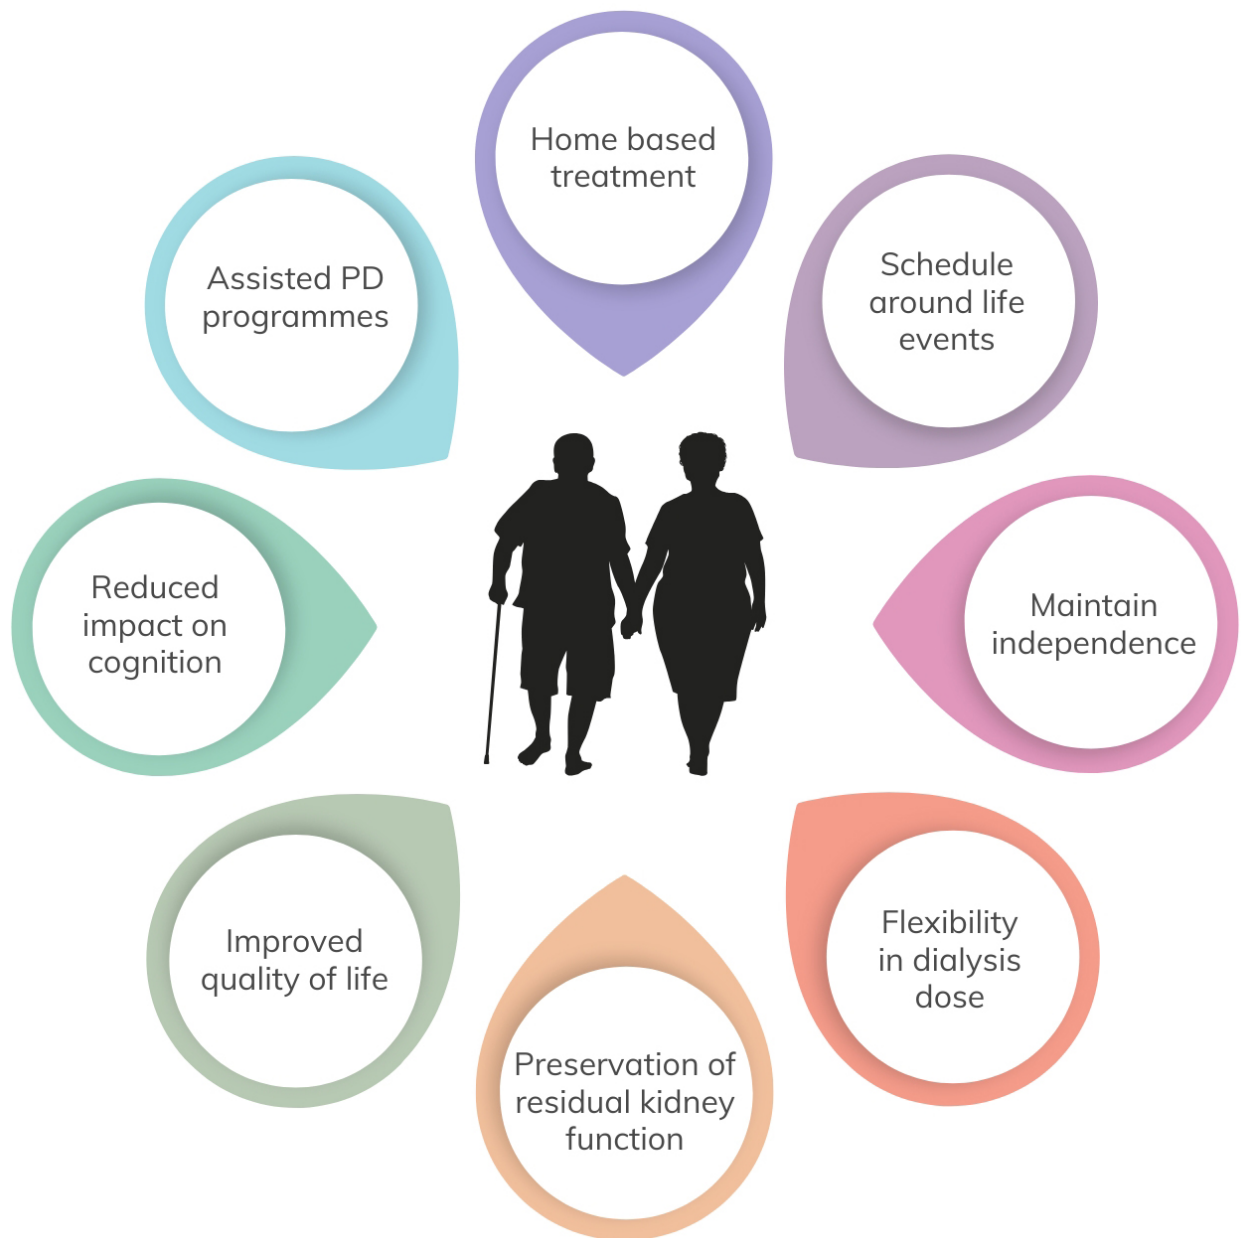 Home based
treatment
Schedule
around life
events
Maintain
independence
Flexibility
in dialysis
dose
Preservation of
residual kidney
function
Improved
quality of life
Reduced
impact on
cognition
Assisted PD
programmes